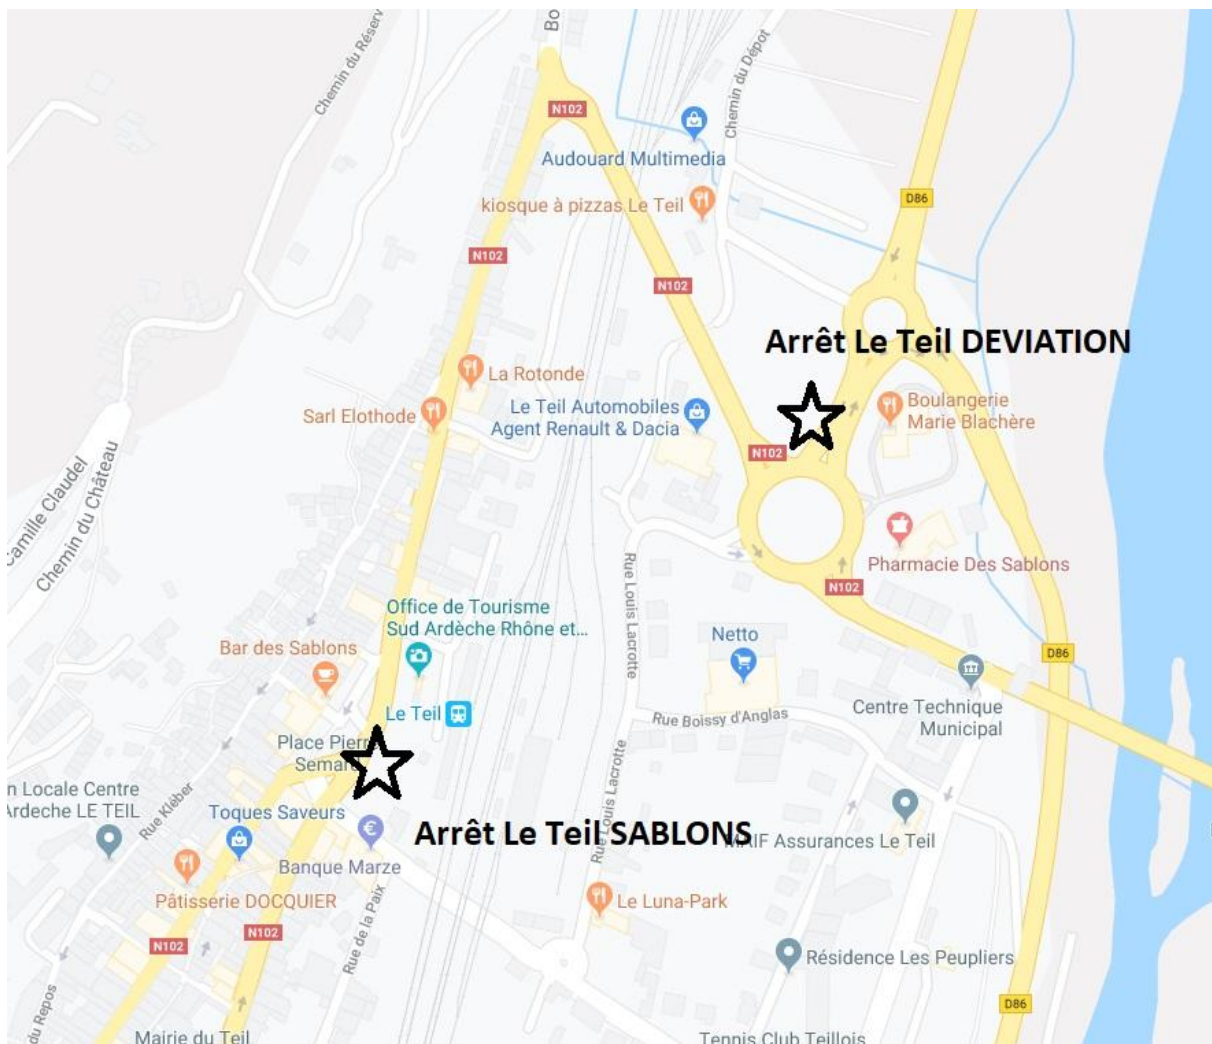 Bo
Chemin du Réserv
N102
Chemin du Dépôt
Audouard Multimedia
kiosque à pizzas Le Teil
D86
N102
N102
Arrêt Le Teil DEVIATION
La Rotonde
Sarl Elothode
Le Teil Automobiles
Agent Renault & Dacia
Boulangerie
Marie Blachère
N102
Camille Claudel
Chemin du Château
Pharmacie Des Sablons
Rue Louis Lacrotte
N102
Office de Tourisme
Sud Ardèche Rhône et...
Bar des Sablons
Netto
D86
Le Teil
Rue Boissy d'Anglas
Centre Technique
Municipal
Place Pierr
Semar
n Locale Centre
Ardeche LE TEIL
Rue Kléber
Toques Saveurs
€
Arrêt Le Teil SABLONS
Rue Louis Lacrotte
MAIF Assurances Le Teil
Banque Marze
Pâtisserie DOCQUIER
Rue de la Paix
Le Luna-Park
N102
N102
Résidence Les Peupliers
du Repos
D86
Mairie du Teil
Tennis Club Teillois